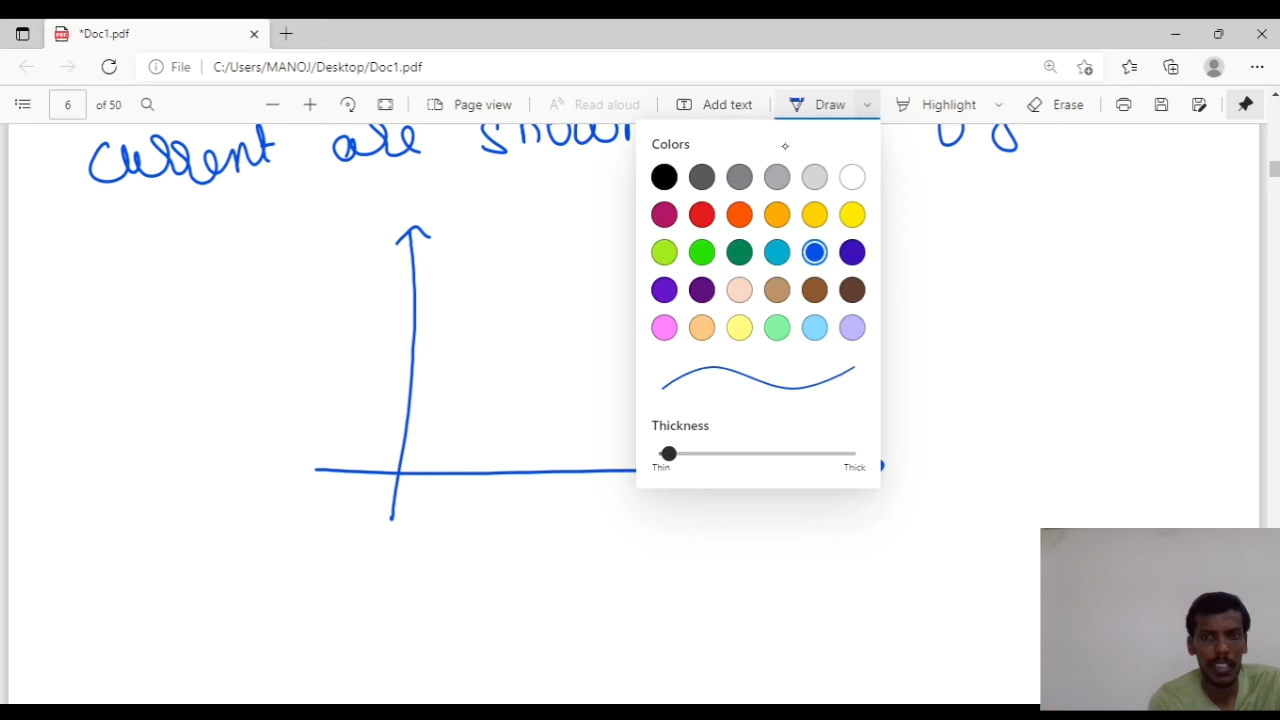 *Doc1.pdf
File C:/Users/MANOJ/Desktop/Doc1.pdf
6 of 50 Page view Read aloud Add text Draw Highlight Erase
current are shown
Colors
Thickness
Thin Thick